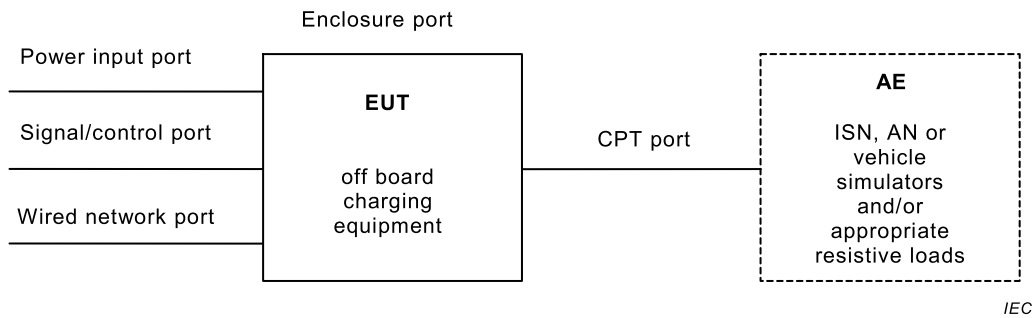 Enclosure port
Power input port
Signal/control port
Wired network port
EUT
off board
charging
equipment
CPT port
AE
ISN, AN or
vehicle
simulators
and/or
appropriate
resistive loads
IEC